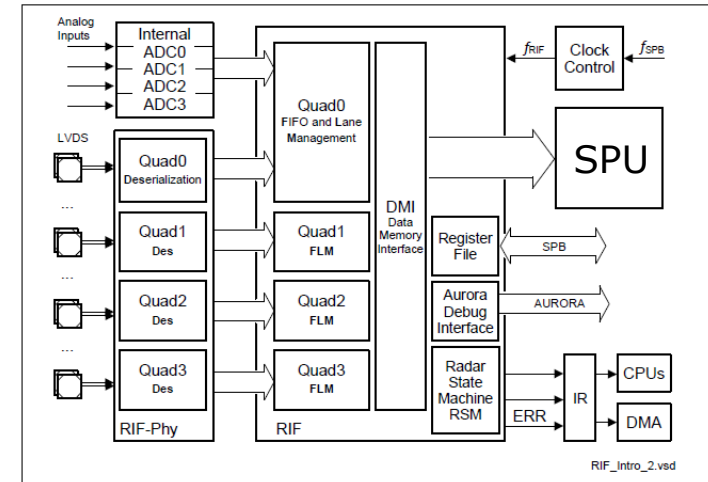 Analog
Inputs
Internal
ADC0
ADC1
ADC2
ADC3
LVDS
Quad0
Deserialization
...
Quad1
Des
...
Quad2
Des
...
Quad3
Des
RIF-Phy
Quad0
FIFO and Lane
Management
Quad1
FLM
Quad2
FLM
Quad3
FLM
RIF
DMI
Data
Memory
Interface
fRIF
Clock
Control
fSPB
SPU
Register
File
SPB
Aurora
Debug
Interface
AURORA
Radar
State
Machine
RSM
ERR
IR
CPUs
DMA
RIF_Intro_2.vsd